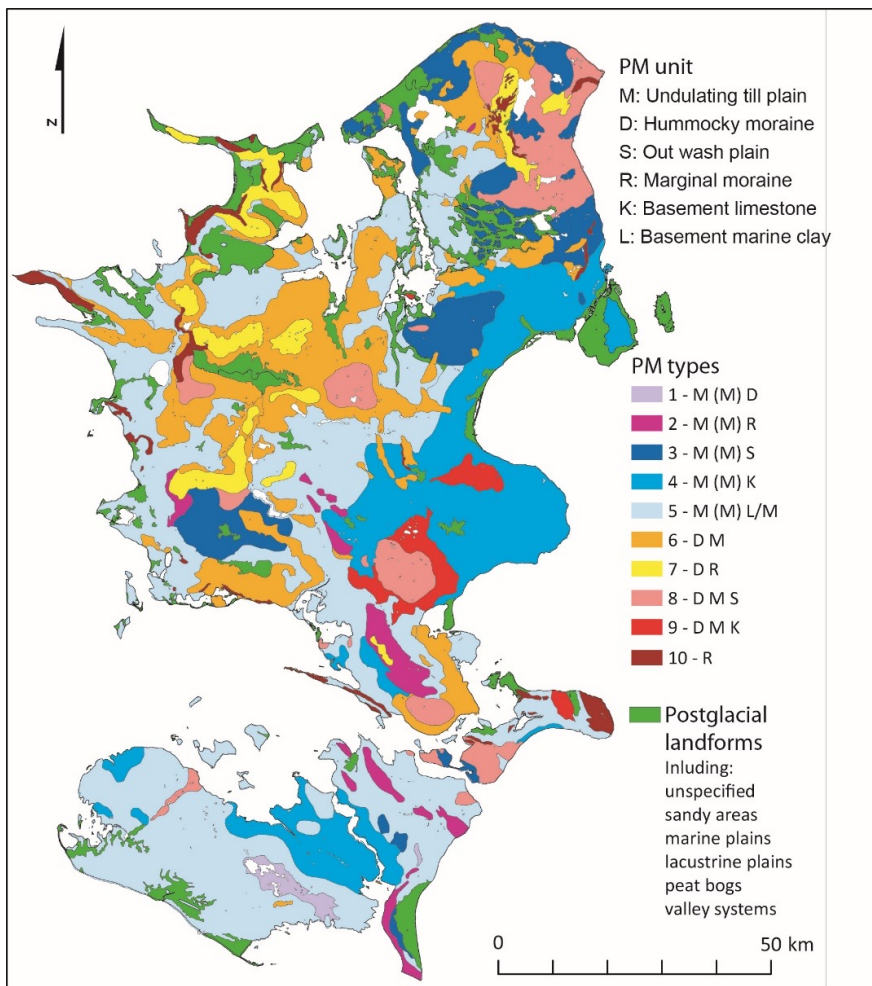 N
PM unit
M: Undulating till plain
D: Hummocky moraine
S: Out wash plain
R: Marginal moraine
K: Basement limestone
L: Basement marine clay
PM types
1 - M (M) D
2 - M (M) R
3 - M (M) S
4 - M (M) K
5 - M (M) L/M
6 - D M
7 - D R
8 - D M S
9 - D M K
10 - R
Postglacial
landforms
Inluding:
unspecified
sandy areas
marine plains
lacustrine plains
peat bogs
valley systems
0 50 km